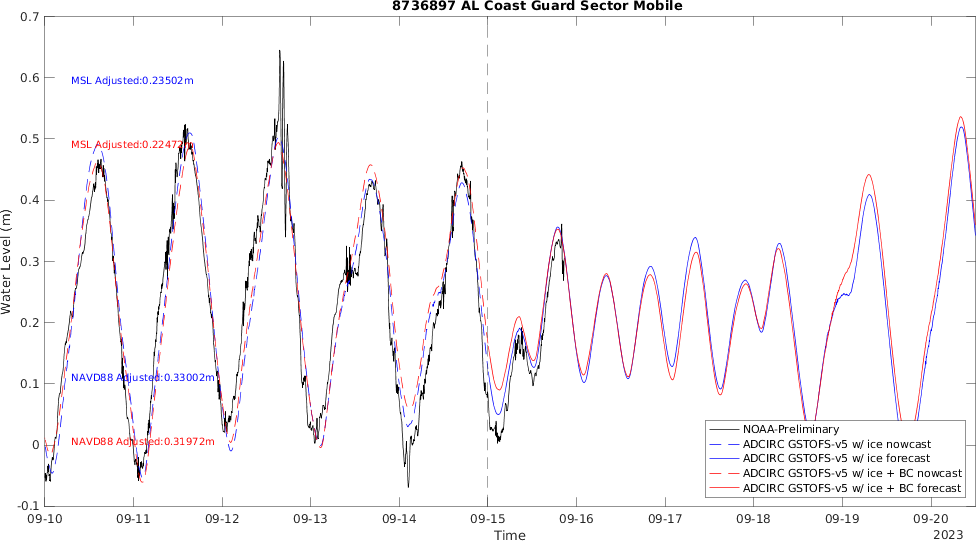 8736897 AL Coast Guard Sector Mobile
0.7
0.6
0.5
0.4
0.3
0.2
0.1
0
-0.1
Water Level (m)
MSL Adjusted:0.23502m
MSL Adjusted:0.22472m
NAVD88 Adjusted:0.33002m
NAVD88 Adjusted:0.31972m
NOAA-Preliminary
ADCIRC GSTOFS-v5 w/ ice nowcast
ADCIRC GSTOFS-v5 w/ ice forecast
ADCIRC GSTOFS-v5 w/ ice + BC nowcast
ADCIRC GSTOFS-v5 w/ ice + BC forecast
09-10 09-11 09-12 09-13 09-14 09-15 09-16 09-17 09-18 09-19 09-20
Time
2023